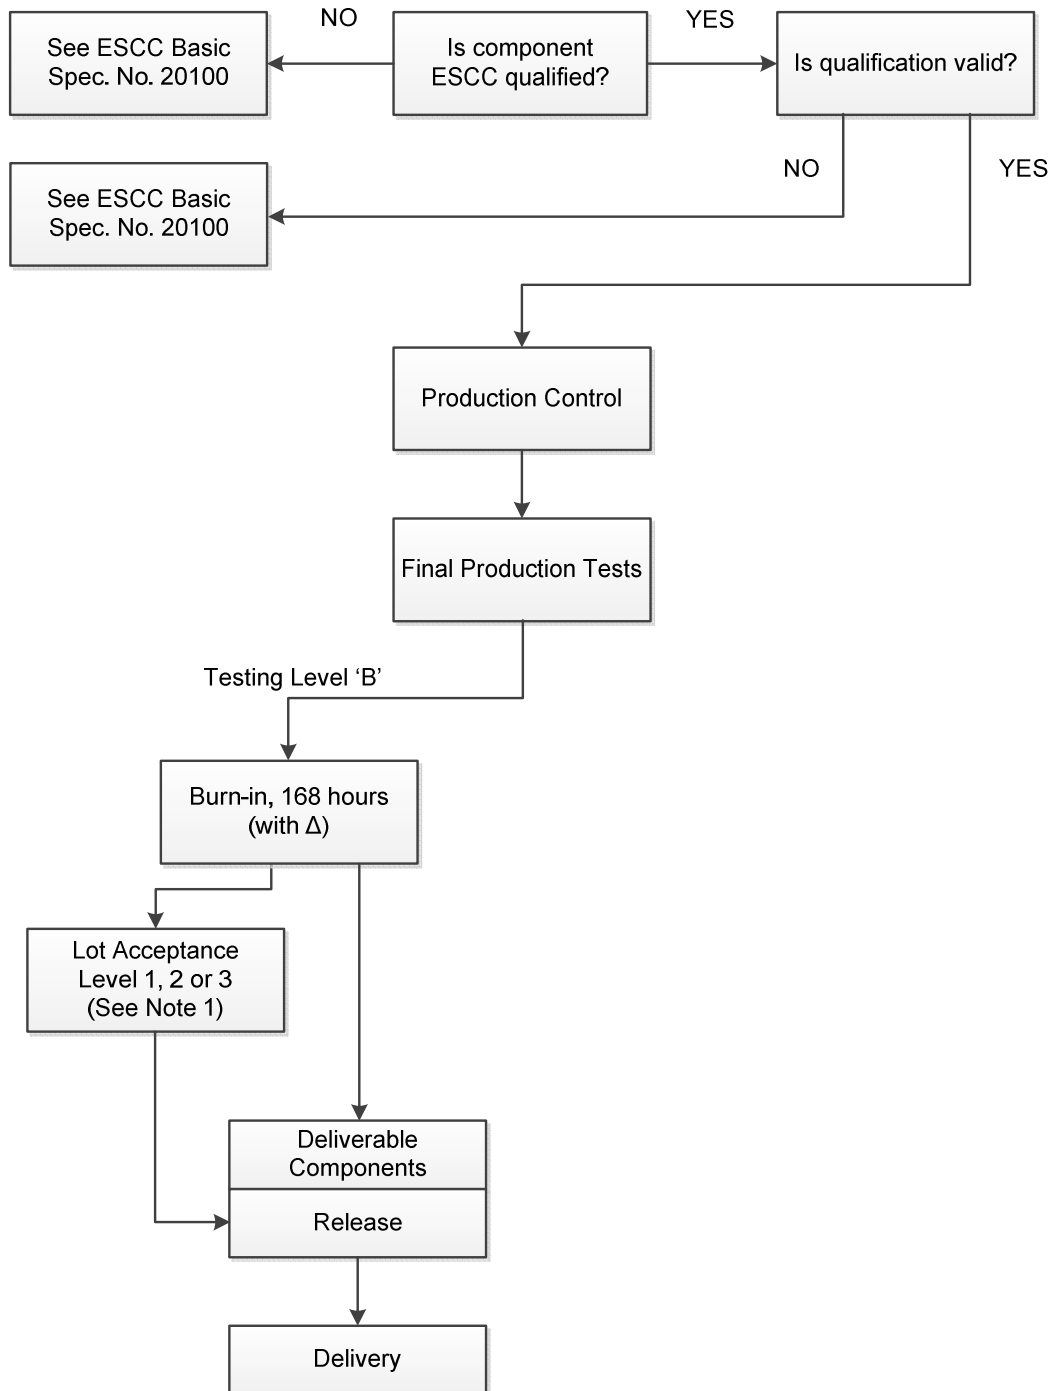 NO
YES
See ESCC Basic
Spec. No. 20100
Is component
ESCC qualified?
Is qualification valid?
NO
YES
See ESCC Basic
Spec. No. 20100
Production Control
Final Production Tests
Testing Level ‘B’
Burn-in, 168 hours
(with Δ)
Lot Acceptance
Level 1, 2 or 3
(See Note 1)
Deliverable
Components
Release
Delivery